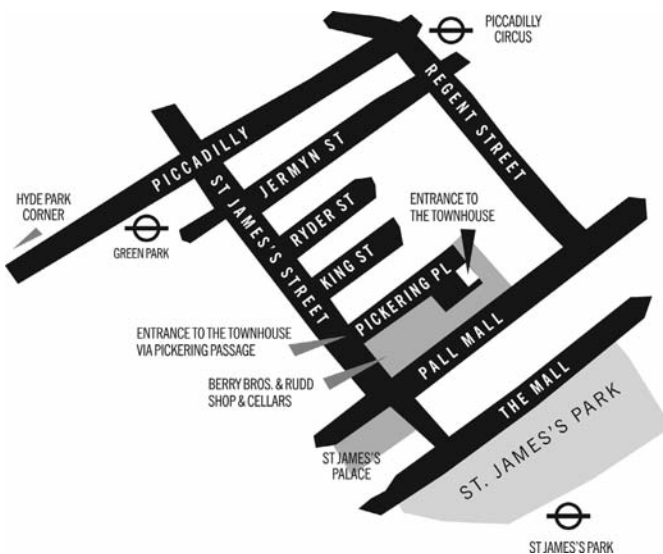 PICCADILLY
CIRCUS
REGENT STREET
PICCADILLY
JERMYN ST
ST JAMES'S STREET
HYDE PARK
CORNER
GREEN PARK
RYDER ST
ENTRANCE TO
THE TOWNHOUSE
KING ST
PICKERING PL
ENTRANCE TO THE TOWNHOUSE
VIA PICKERING PASSAGE
PALL MALL
BERRY BROS. & RUDD
SHOP & CELLARS
THE MALL
ST JAMES'S
PALACE
ST. JAMES'S PARK
ST JAMES'S PARK